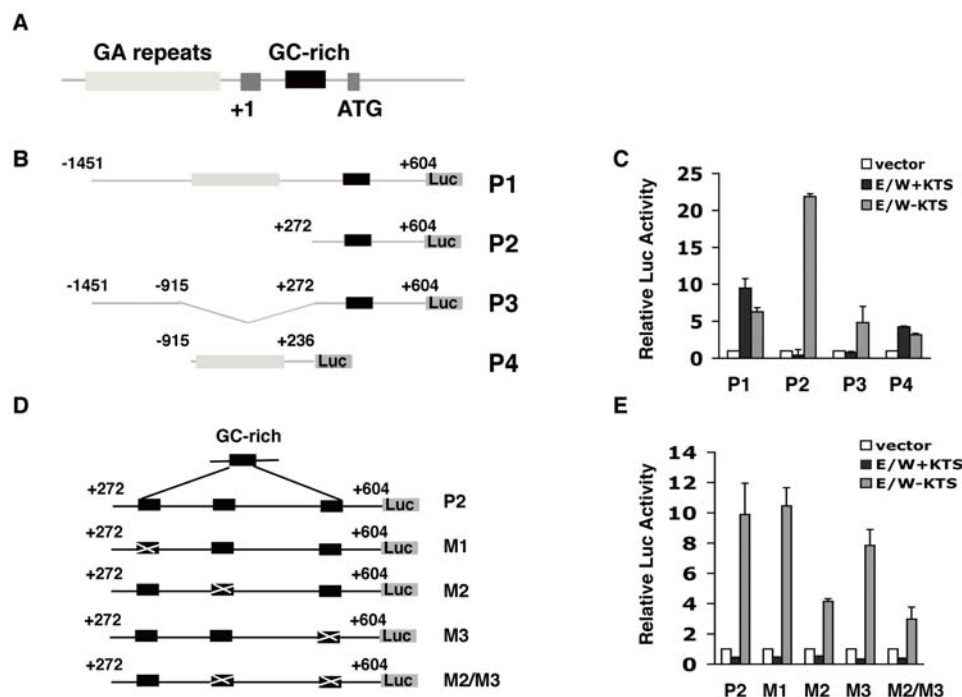 A
GA repeats
GC-rich
+1
ATG
B
-1451
+604
Luc
P1
+272
+604
Luc
P2
-1451
-915
+272
+604
Luc
P3
-915
+236
Luc
P4
C
vector
E/W+KTS
E/W-KTS
Relative Luc Activity
25
20
15
10
5
0
P1 P2 P3 P4
D
GC-rich
+272
+604
Luc
P2
+272
+604
Luc
M1
+272
+604
Luc
M2
+272
+604
Luc
M3
+272
+604
Luc
M2/M3
E
vector
E/W+KTS
E/W-KTS
Relative Luc Activity
14
12
10
8
6
4
2
0
P2 M1 M2 M3 M2/M3